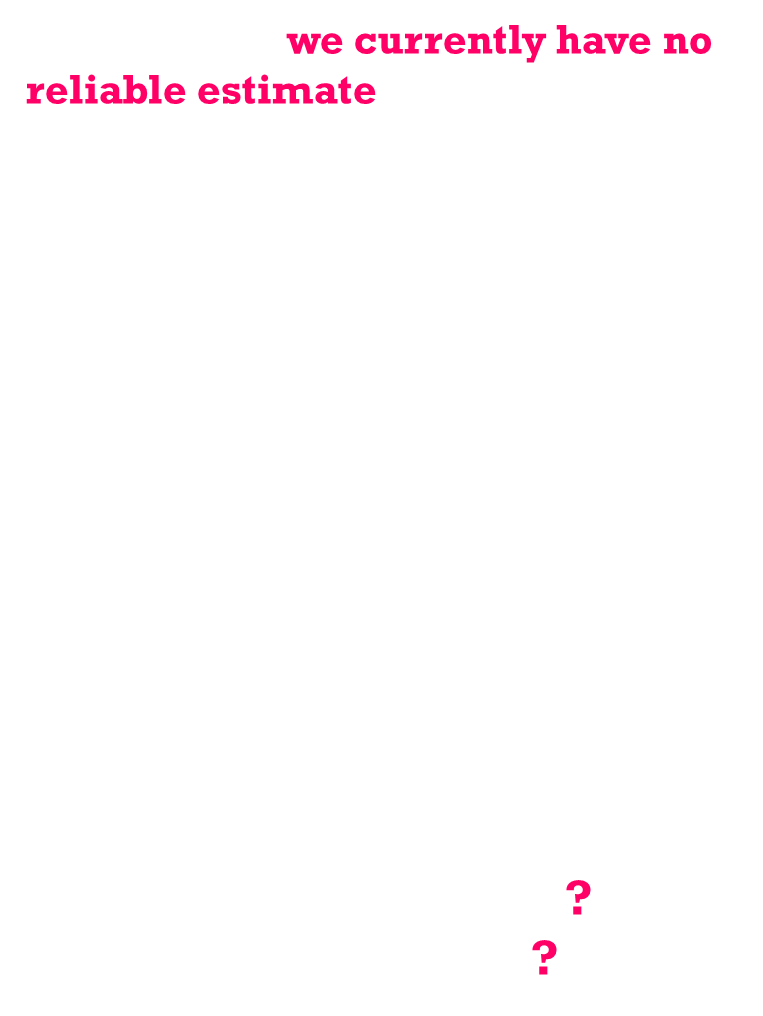 we currently have no
reliable estimate
?
?